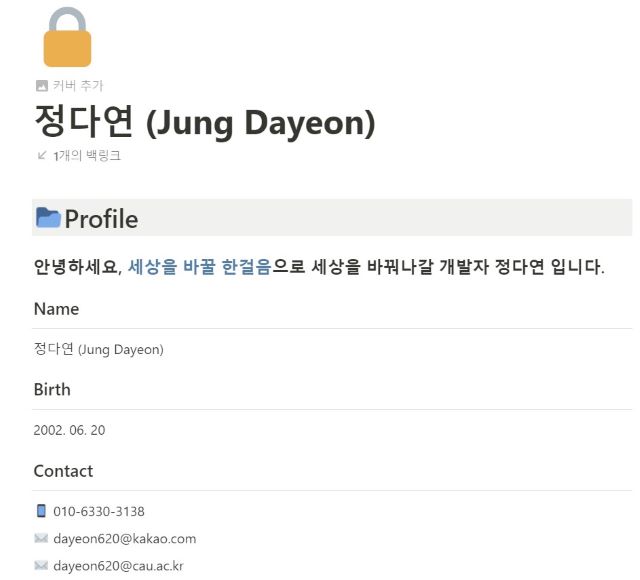 커버 추가
정다연 (Jung Dayeon)
1개의 백링크
Profile
안녕하세요, 세상을 바꿀 한걸음으로 세상을 바꿔나갈 개발자 정다연 입니다.
Name
정다연 (Jung Dayeon)
Birth
2002. 06. 20
Contact
010-6330-3138
dayeon620@kakao.com
dayeon620@cau.ac.kr